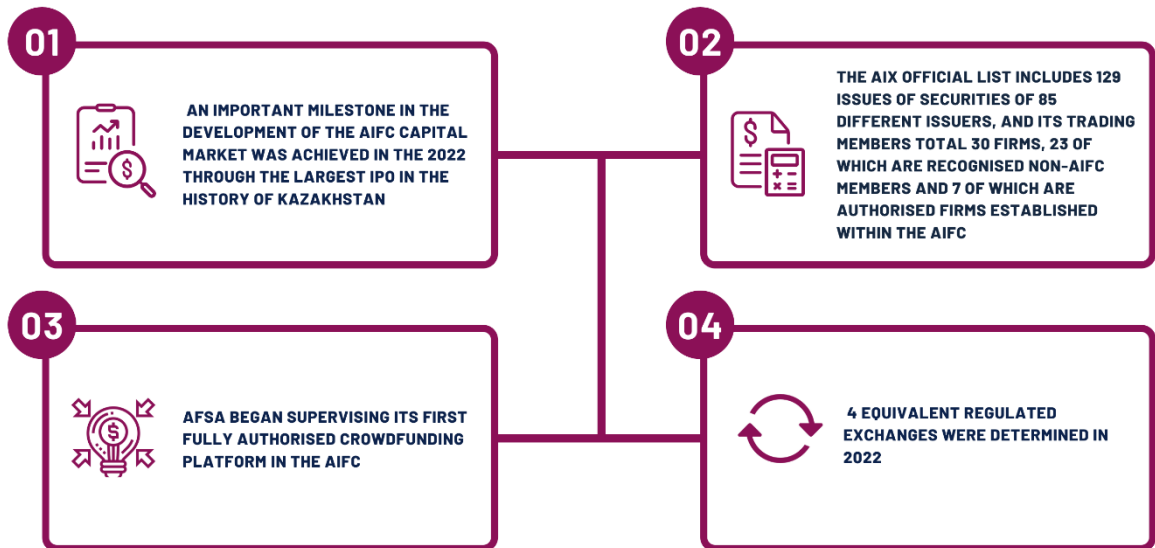 01
AN IMPORTANT MILESTONE IN THE
DEVELOPMENT OF THE AIFC CAPITAL
MARKET WAS ACHIEVED IN THE 2022
THROUGH THE LARGEST IPO IN THE
HISTORY OF KAZAKHSTAN
02
THE AIX OFFICIAL LIST INCLUDES 129
ISSUES OF SECURITIES OF 85
DIFFERENT ISSUERS, AND ITS TRADING
MEMBERS TOTAL 30 FIRMS, 23 OF
WHICH ARE RECOGNISED NON-AIFC
MEMBERS AND 7 OF WHICH ARE
AUTHORISED FIRMS ESTABLISHED
WITHIN THE AIFC
03
AFSA BEGAN SUPERVISING ITS FIRST
FULLY AUTHORISED CROWDFUNDING
PLATFORM IN THE AIFC
04
4 EQUIVALENT REGULATED
EXCHANGES WERE DETERMINED IN
2022